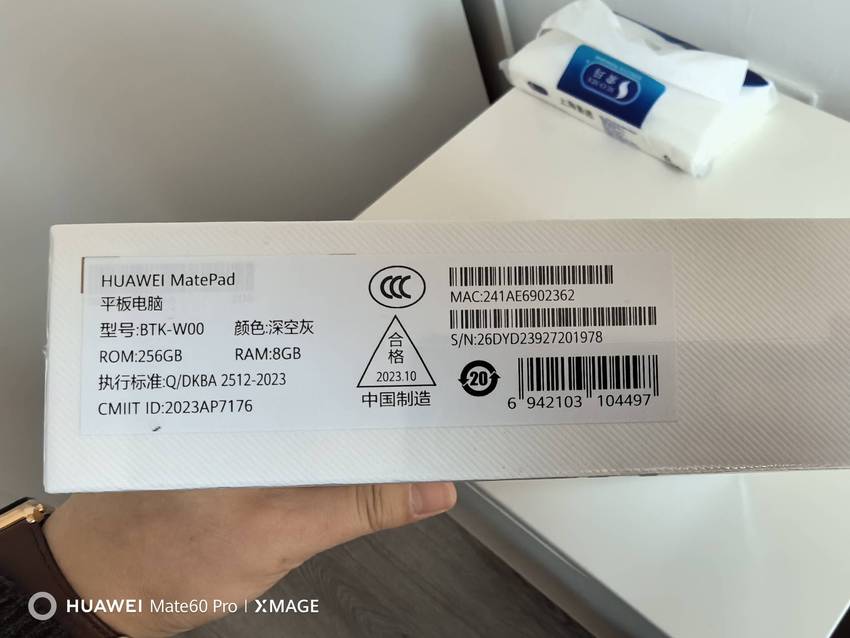 HUAWEI MatePad
平板电脑
型号:BTK-W00 颜色:深空灰
ROM:256GB RAM:8GB
执行标准:Q/DKBA 2512-2023
CMIIT ID:2023AP7176
CCC
合
格
2023.10
中国制造
MAC:241AE6902362
S/N:26DYD23927201978
20
6 942103 104497
HUAWEI Mate60 Pro | XMAGE